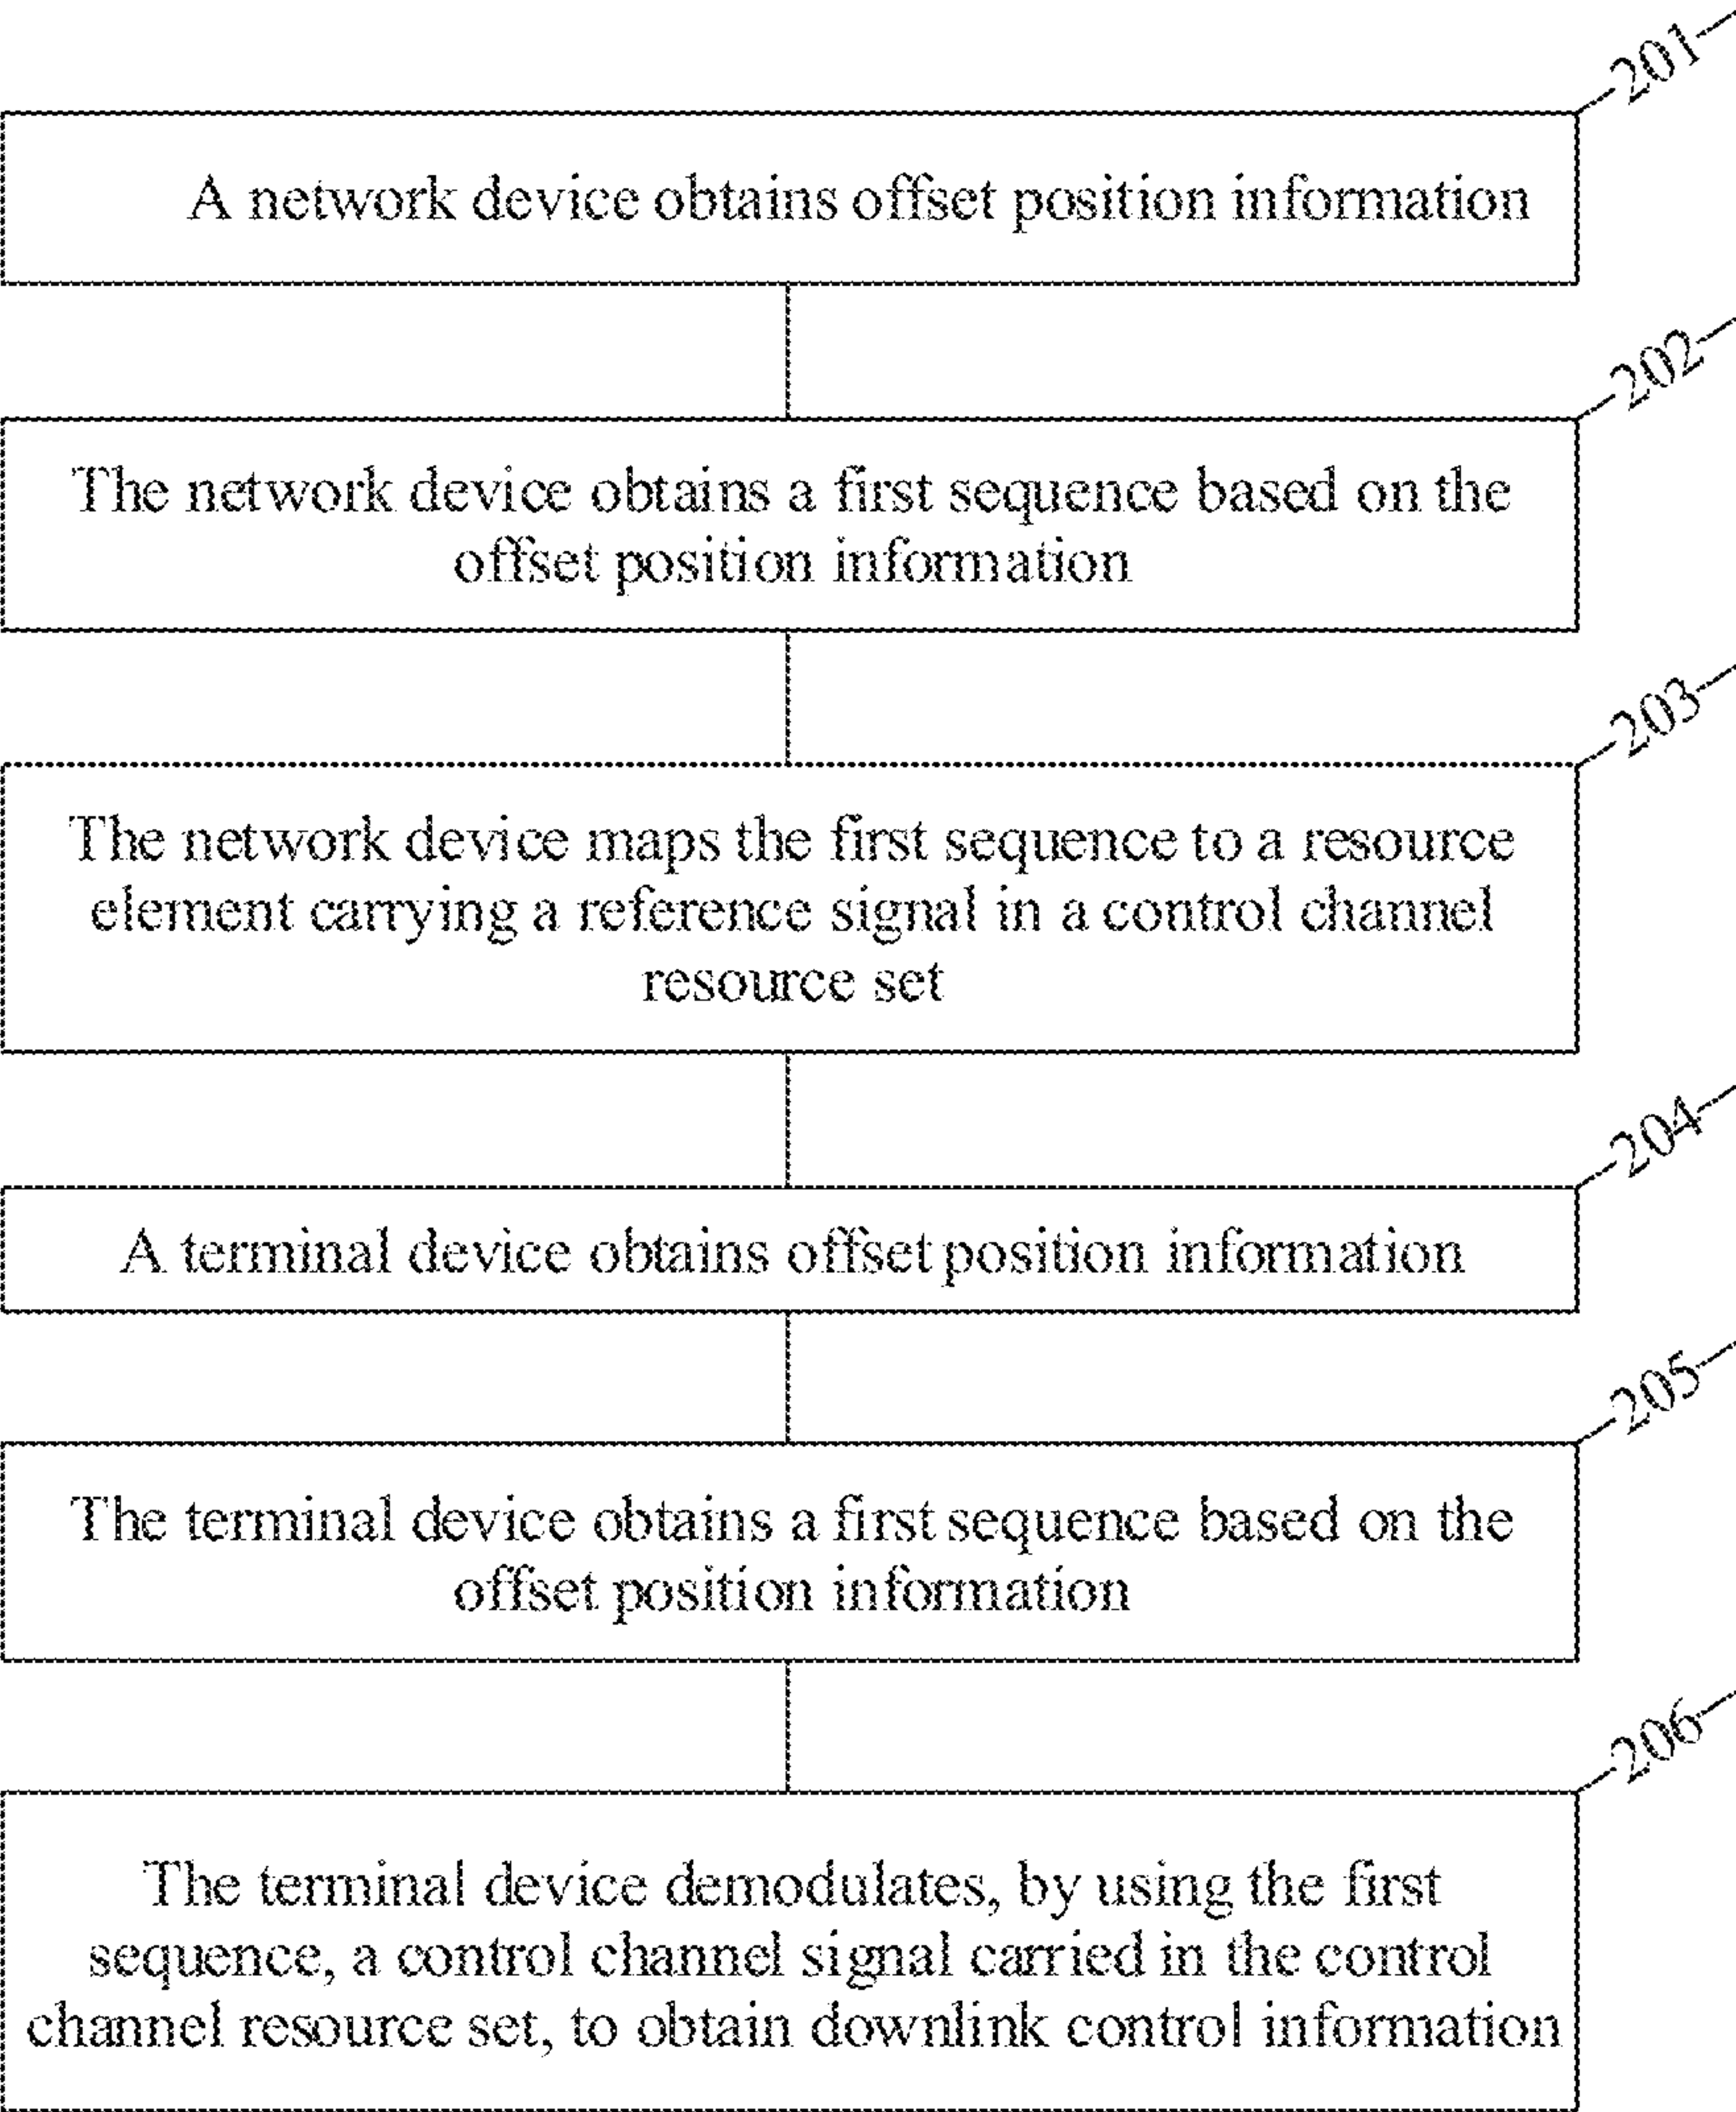 201
A network device obtains offset position information
202
The network device obtains a first sequence based on the
offset position information
203
The network device maps the first sequence to a resource
element carrying a reference signal in a control channel
resource set
204
A terminal device obtains offset position information
205
The terminal device obtains a first sequence based on the
offset position information
206
The terminal device demodulates, by using the first
sequence, a control channel signal carried in the control
channel resource set, to obtain downlink control information